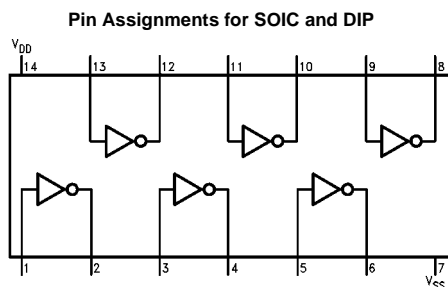 Pin Assignments for SOIC and DIP
VDD
14 13 12 11 10 9 8
1 2 3 4 5 6 7
VSS